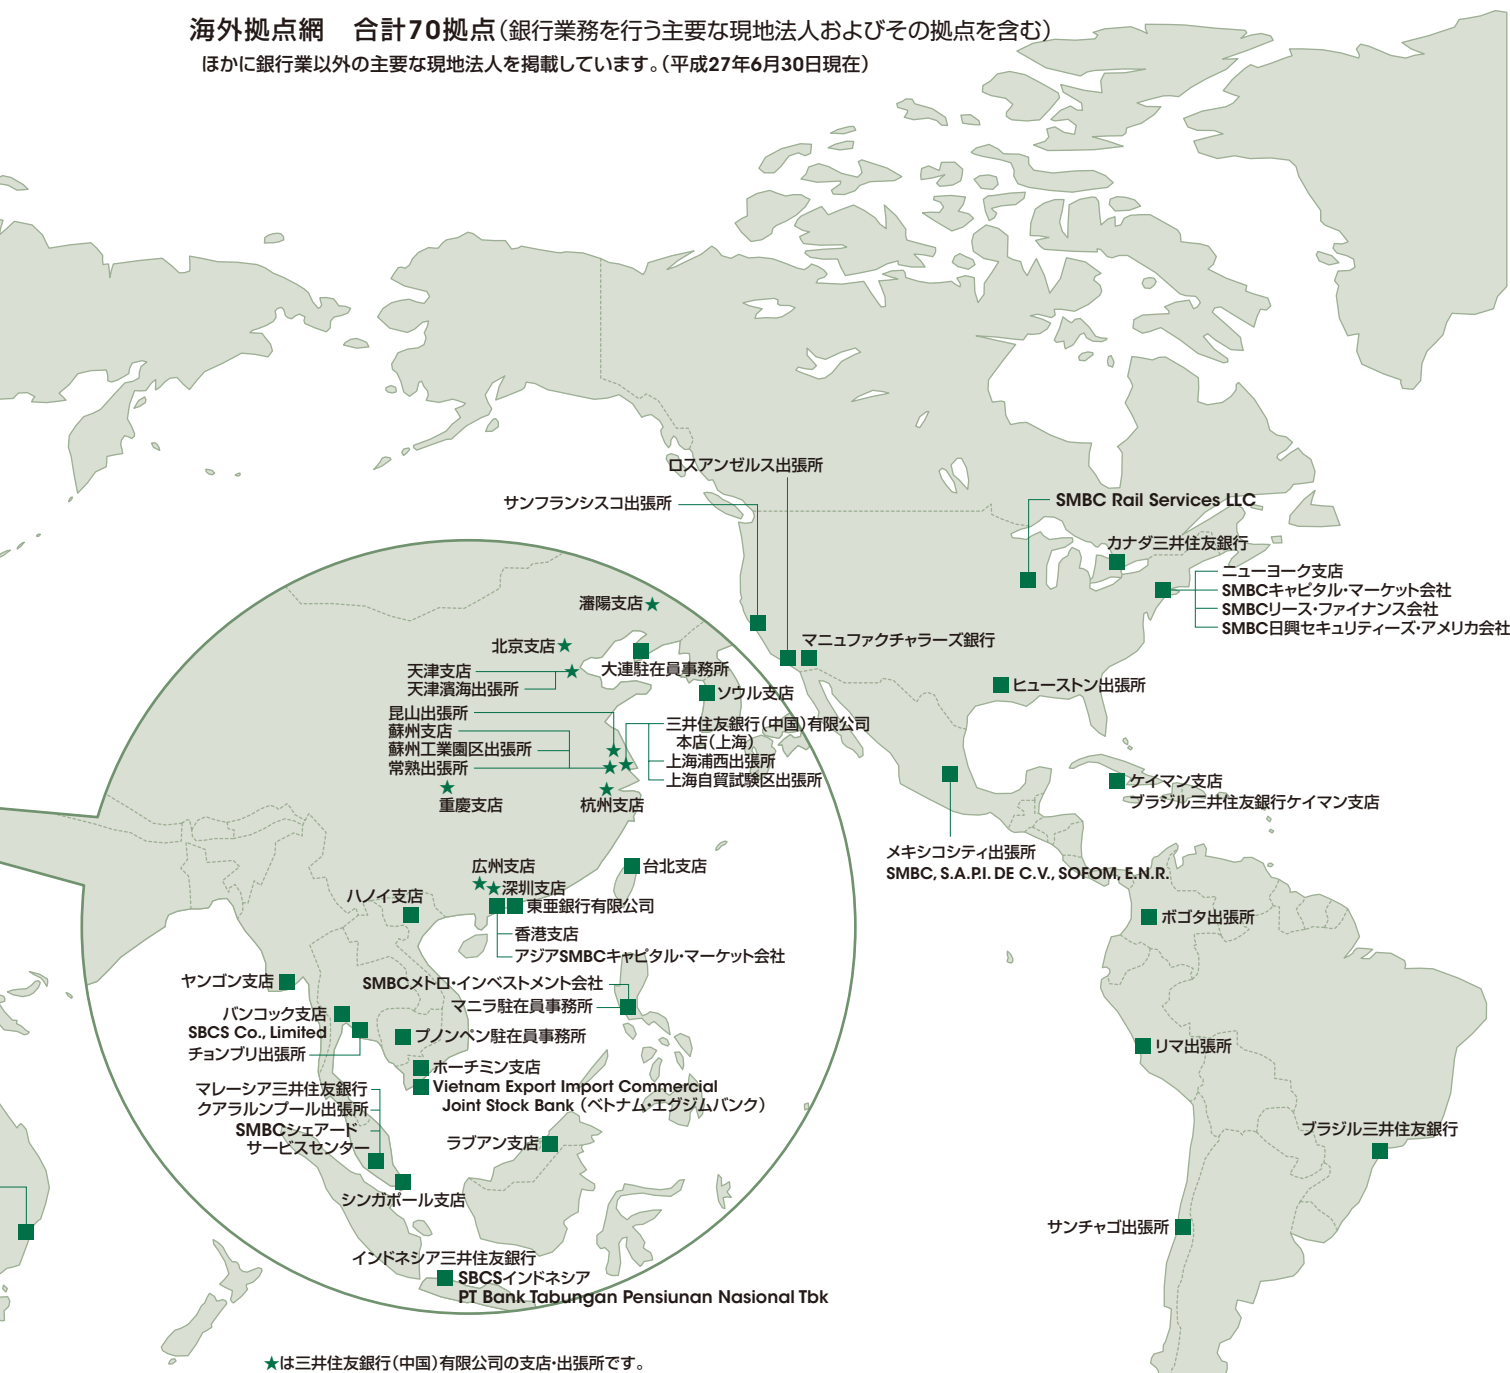 海外拠点網　合計70拠点（銀行業務を行う主要な現地法人およびその拠点を含む）
ほかに銀行業以外の主要な現地法人を掲載しています。（平成27年6月30日現在）
ロスアンゼルス出張所
サンフランシスコ出張所
SMBC Rail Services LLC
カナダ三井住友銀行
ニューヨーク支店
SMBCキャピタル・マーケット会社
SMBCリース・ファイナンス会社
SMBC日興セキュリティーズ・アメリカ会社
マニュファクチャラーズ銀行
ヒューストン出張所
ケイマン支店
ブラジル三井住友銀行ケイマン支店
メキシコシティ出張所
SMBC, S.A.P.I. DE C.V., SOFOM, E.N.R.
ボゴタ出張所
リマ出張所
ブラジル三井住友銀行
サンチャゴ出張所
瀋陽支店★
北京支店★
大連駐在員事務所
天津支店
天津濱海出張所
ソウル支店
昆山出張所
蘇州支店
蘇州工業園区出張所
常熟出張所
三井住友銀行（中国）有限公司
本店（上海）
上海浦西出張所
上海自貿試験区出張所
重慶支店
杭州支店
広州支店
★深圳支店
台北支店
ハノイ支店
東亜銀行有限公司
香港支店
アジアSMBCキャピタル・マーケット会社
ヤンゴン支店
SMBCメトロ・インベストメント会社
マニラ駐在員事務所
バンコック支店
SBCS Co., Limited
チョンブリ出張所
プノンペン駐在員事務所
ホーチミン支店
Vietnam Export Import Commercial
Joint Stock Bank（ベトナム・エグジムバンク）
マレーシア三井住友銀行
クアラルンプール出張所
SMBCシェアード
サービスセンター
ラブアン支店
シンガポール支店
インドネシア三井住友銀行
SBCSインドネシア
PT Bank Tabungan Pensiunan Nasional Tbk
★は三井住友銀行（中国）有限公司の支店・出張所です。